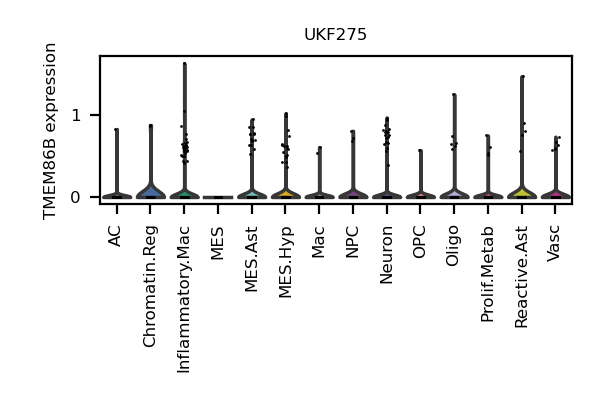 UKF275
TMEM86B expression
1
0
AC
Chromatin.Reg
Inflammatory.Mac
MES
MES.Ast
MES.Hyp
Mac
NPC
Neuron
OPC
Oligo
Prolif.Metab
Reactive.Ast
Vasc